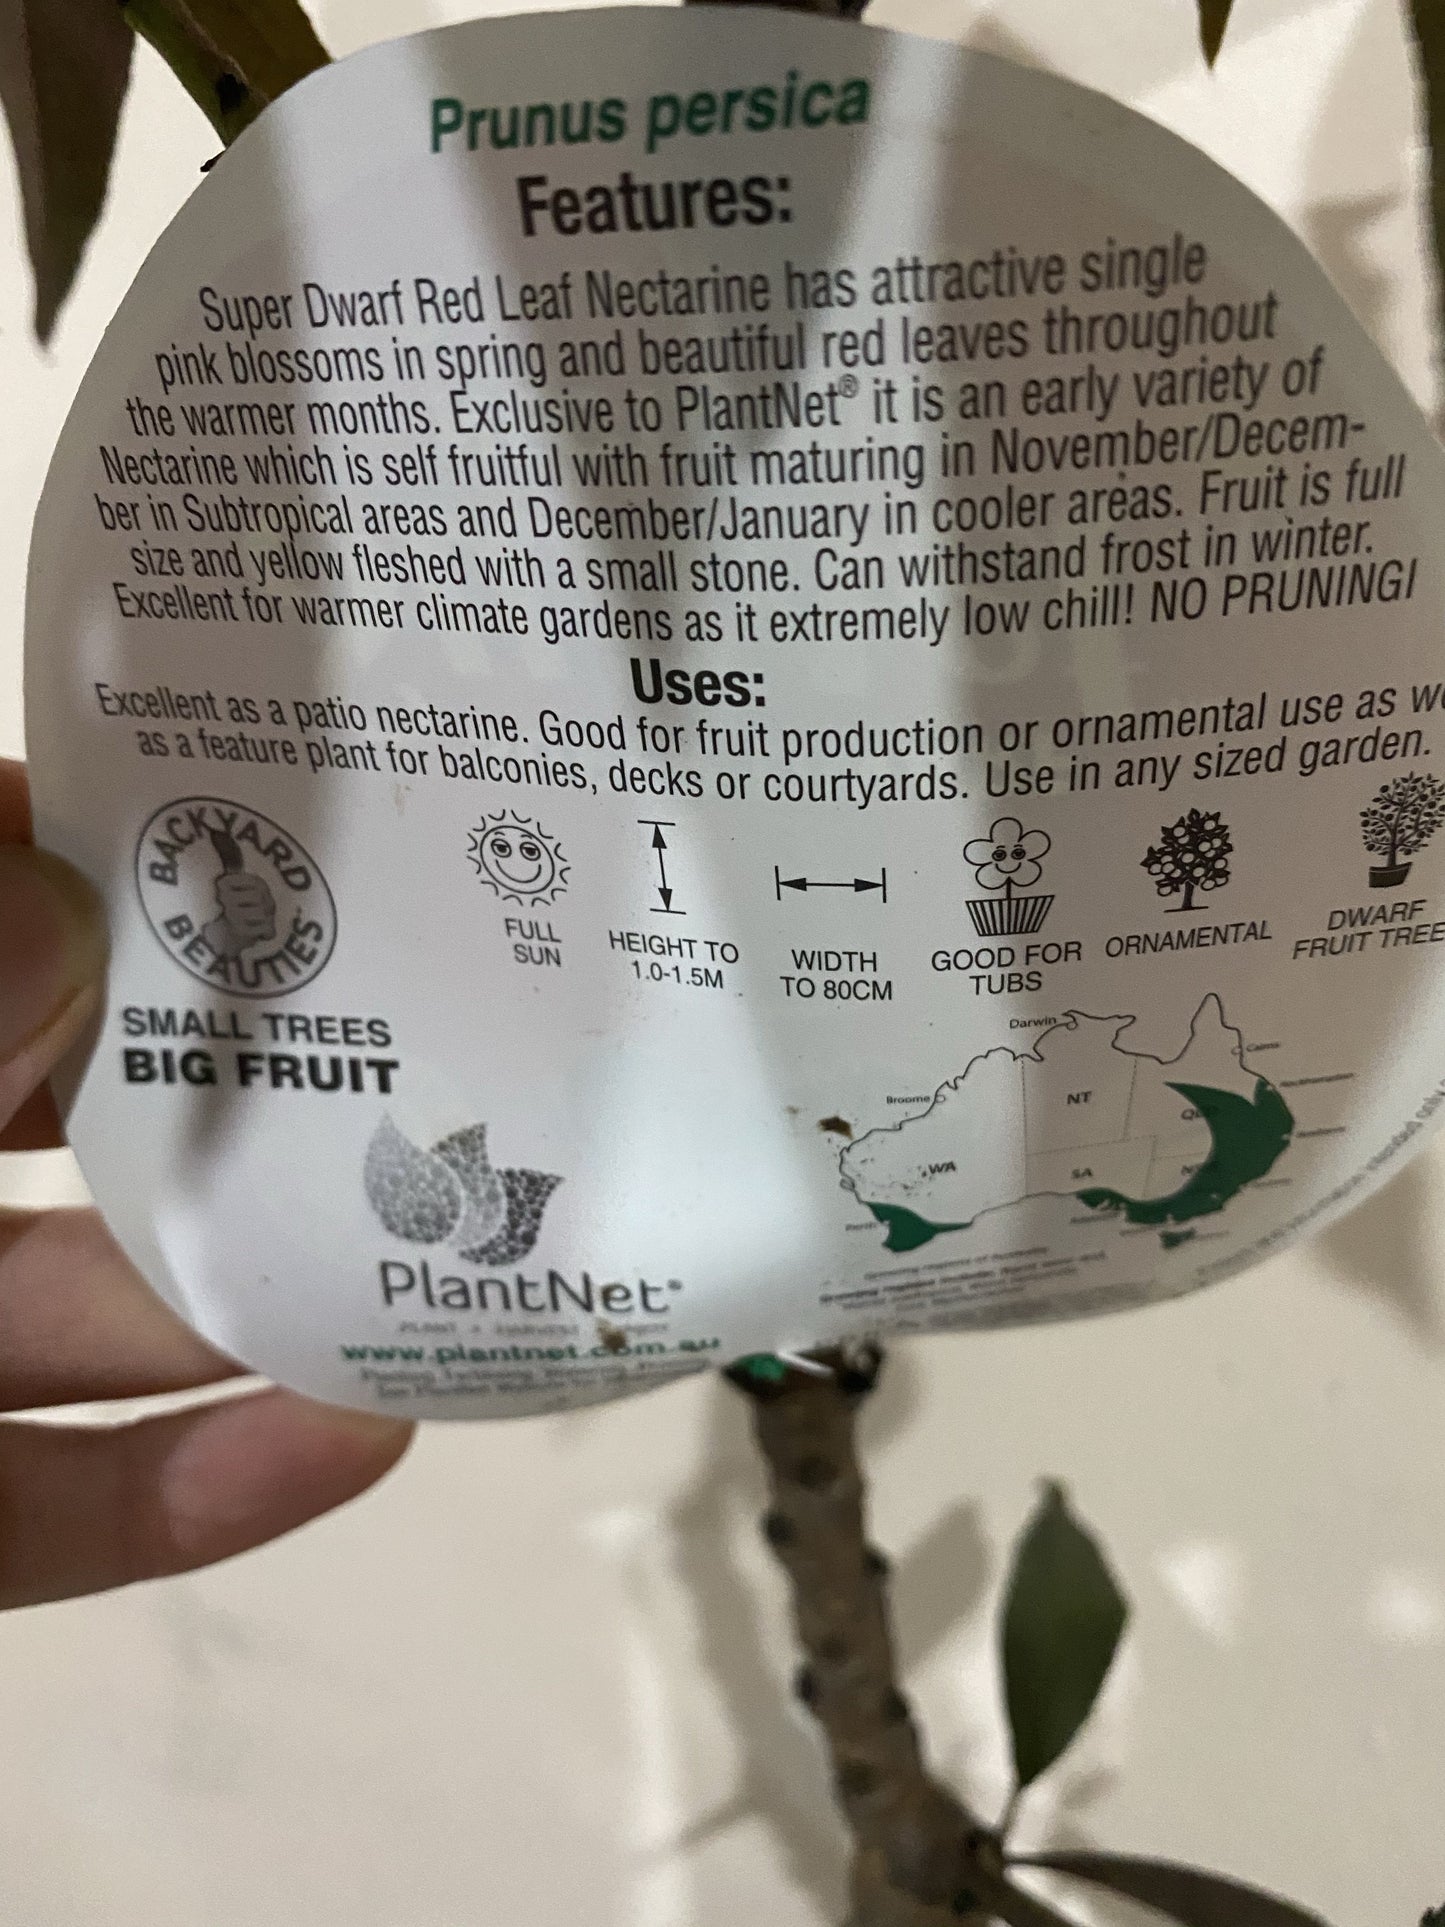 Prunus persica
Features:
Super Dwarf Red Leaf Nectarine has attractive single
pink blossoms in spring and beautiful red leaves throughout
the warmer months. Exclusive to PlantNet® it is an early variety of
Nectarine which is self fruitful with fruit maturing in November/Decem-
ber in Subtropical areas and December/January in cooler areas. Fruit is full
size and yellow fleshed with a small stone. Can withstand frost in winter.
Excellent for warmer climate gardens as it extremely low chill! NO PRUNING!
Uses:
Excellent as a patio nectarine. Good for fruit production or ornamental use as
as a feature plant for balconies, decks or courtyards. Use in any sized garden.
BACKYARD
BEAUTIES
SMALL TREES
BIG FRUIT
FULL
SUN
HEIGHT TO
1.0-1.5M
WIDTH
TO 80CM
GOOD FOR
TUBS
ORNAMENTAL
DWARF
FRUIT TREE
Darwin
Cairns
Broome
NT
WA
SA
Perth
PlantNet
www.plantnet.com.au